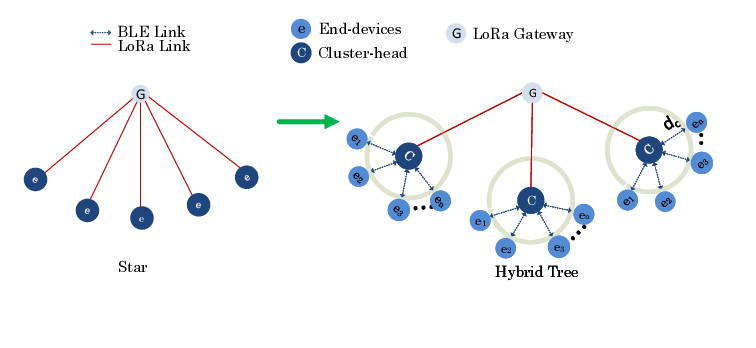 BLE Link
LoRa Link
e End-devices
C Cluster-head
G LoRa Gateway
G
e
e
e
e
e
Star
G
C
e1
e2
e3
en
C
e1
e2
e3
en
C
dc
en
e3
e1
e2
Hybrid Tree